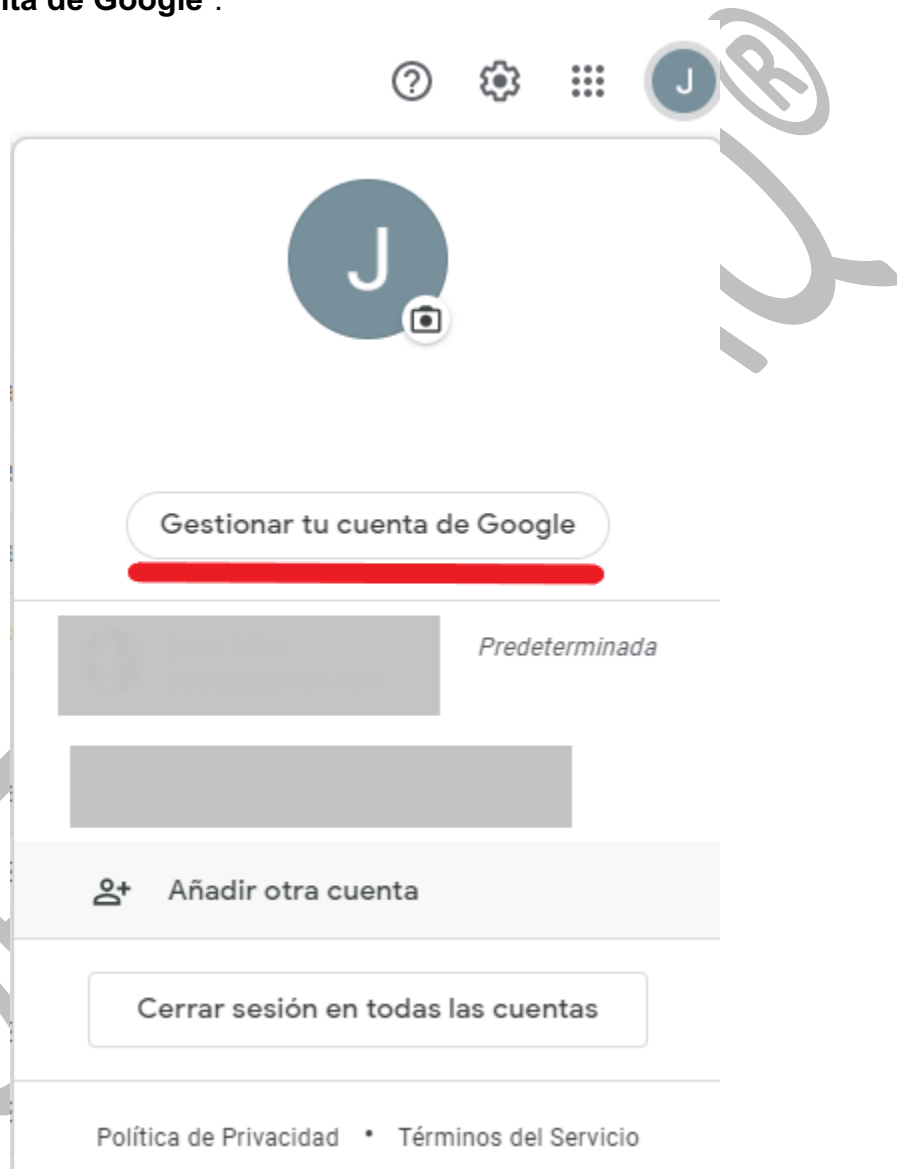 ta de Google".
J
J
Gestionar tu cuenta de Google
Predeterminada
Añadir otra cuenta
Cerrar sesión en todas las cuentas
Política de Privacidad • Términos del Servicio